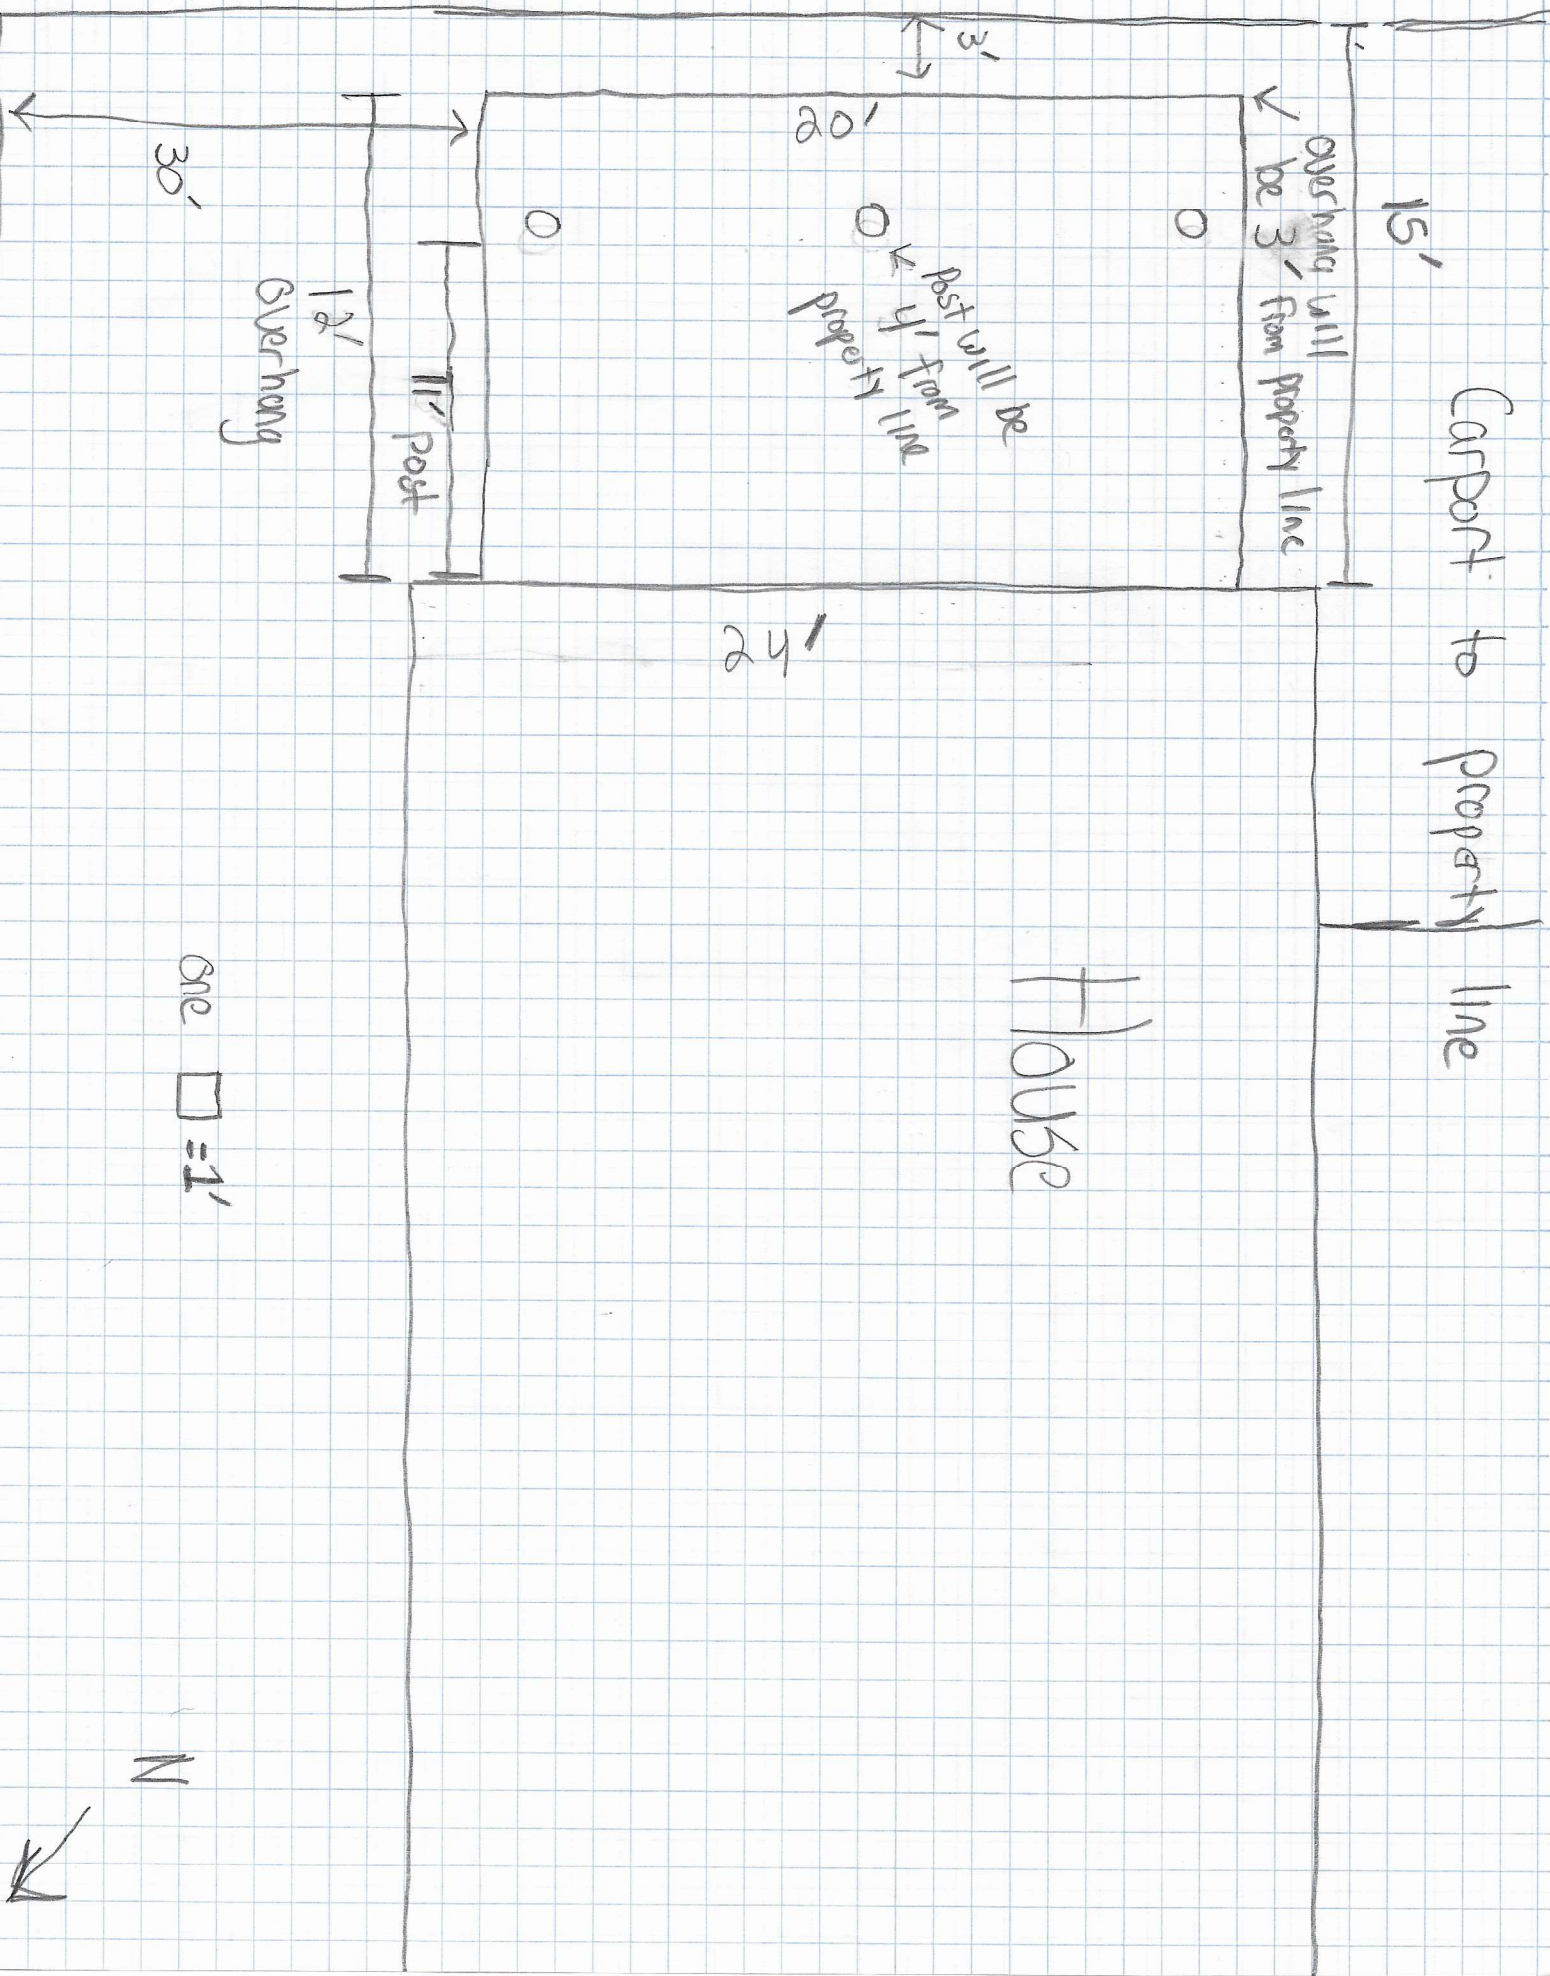 Carport to property line
15'
overhang will
be 3' from property line
3'
20'
Post will be
4' from
property line
11' Post
12'
Overhang
30'
24'
House
one □ =1'
N